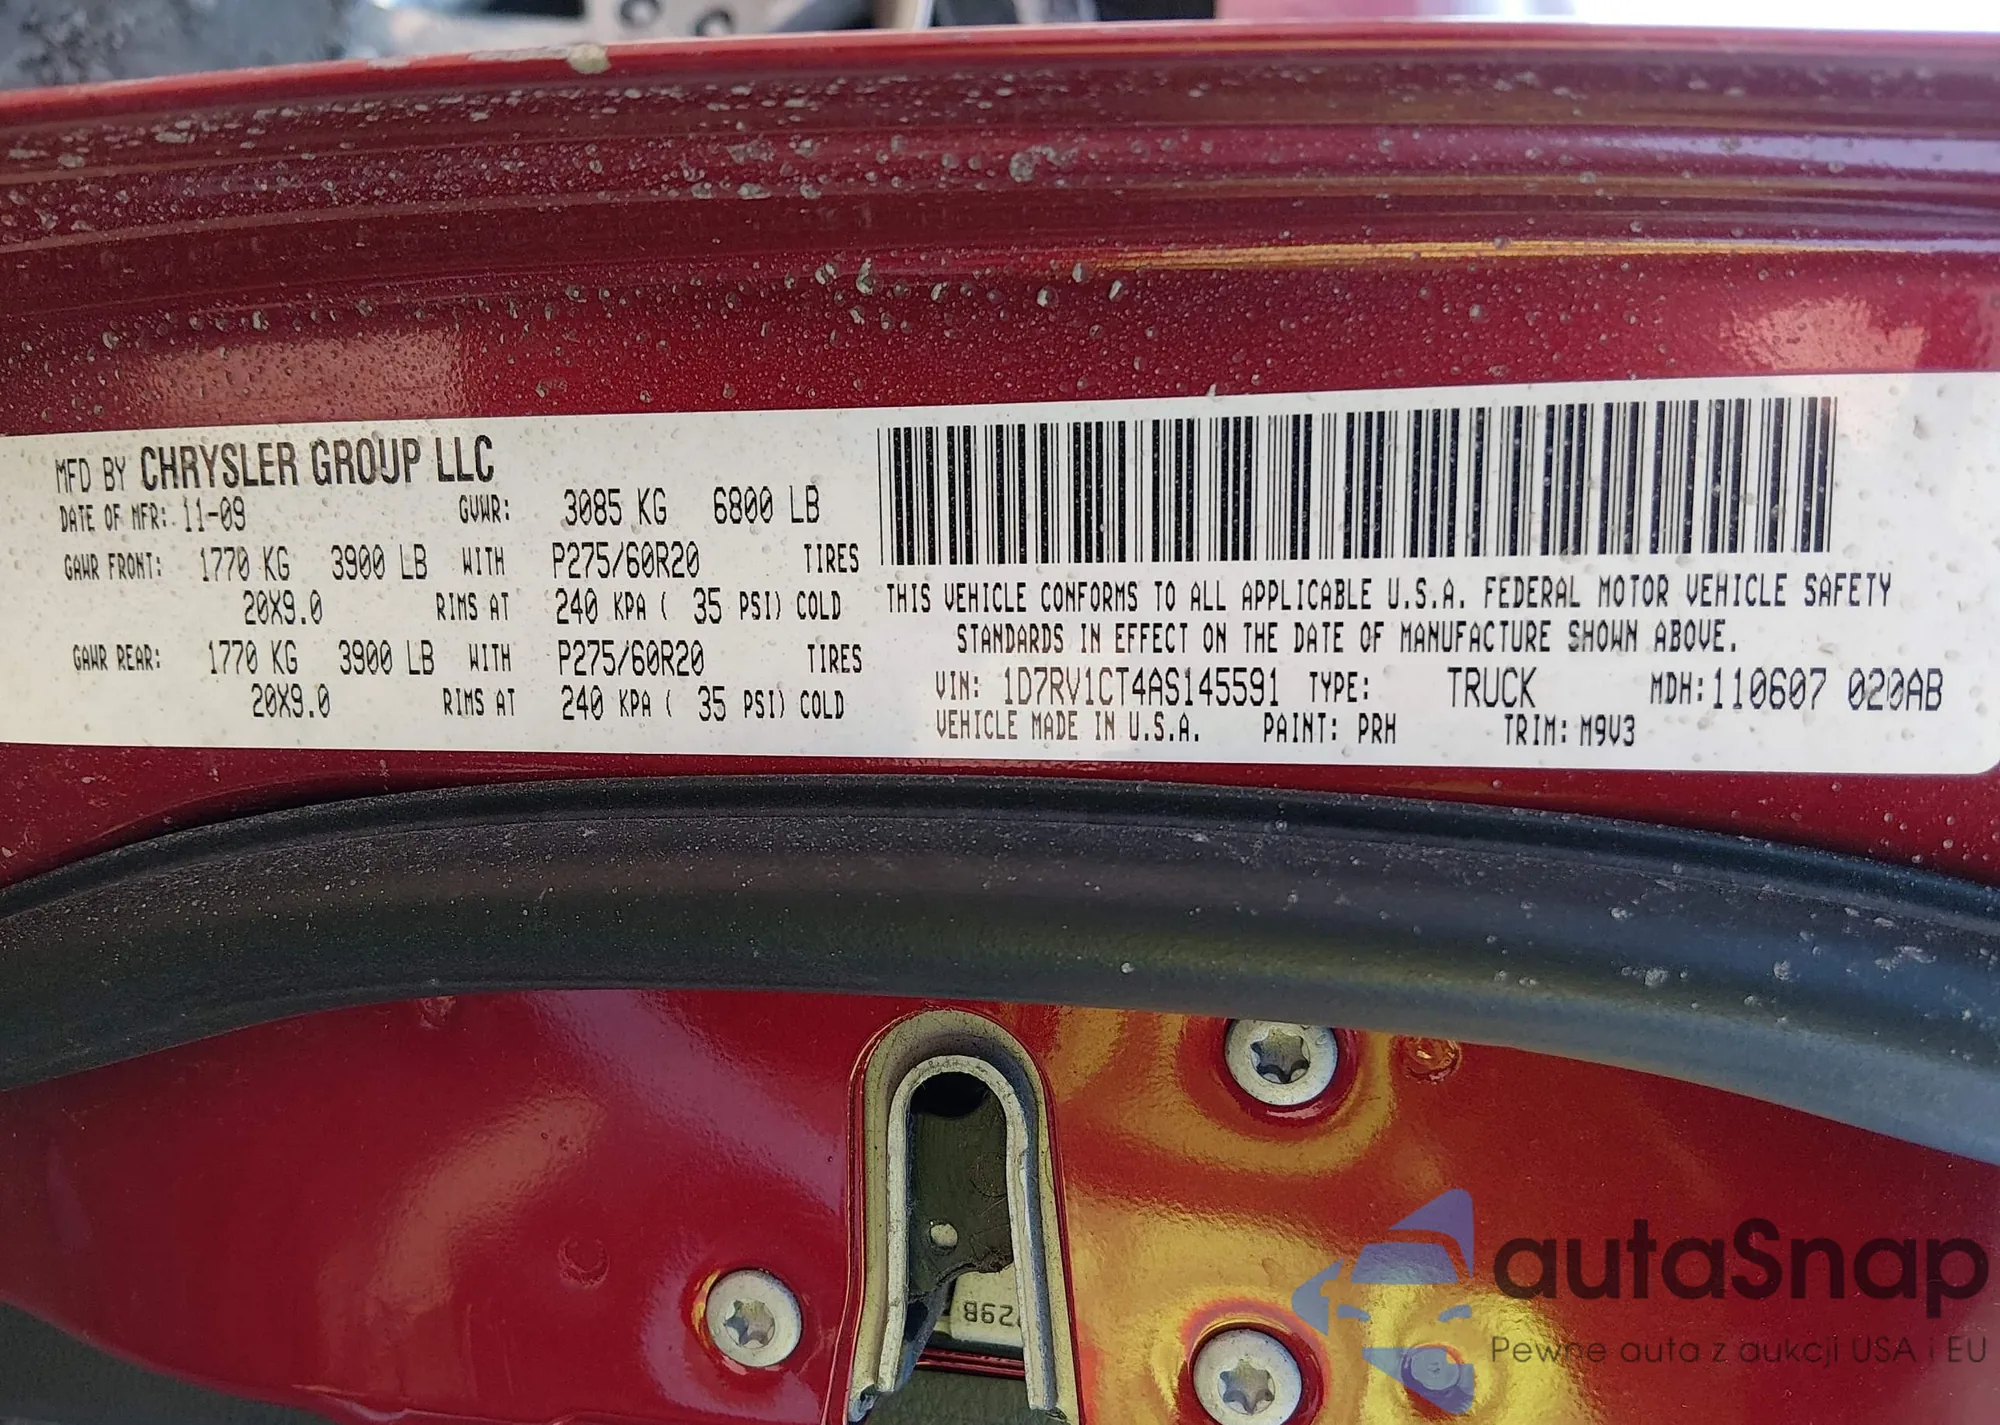 MFD BY CHRYSLER GROUP LLC
DATE OF MFR: 11-09 GVWR: 3085 KG 6800 LB
GAWR FRONT: 1770 KG 3900 LB WITH P275/60R20 TIRES
20X9.0 RIMS AT 240 KPA ( 35 PSI) COLD
GAWR REAR: 1770 KG 3900 LB WITH P275/60R20 TIRES
20X9.0 RIMS AT 240 KPA ( 35 PSI) COLD
THIS VEHICLE CONFORMS TO ALL APPLICABLE U.S.A. FEDERAL MOTOR VEHICLE SAFETY
STANDARDS IN EFFECT ON THE DATE OF MANUFACTURE SHOWN ABOVE.
VIN: 1D7RV1CT4AS145591 TYPE: TRUCK MDH: 110607 020AB
VEHICLE MADE IN U.S.A. PAINT: PRH TRIM: M9V3
autaSnap
Pewne auta z aukcji USA i EU